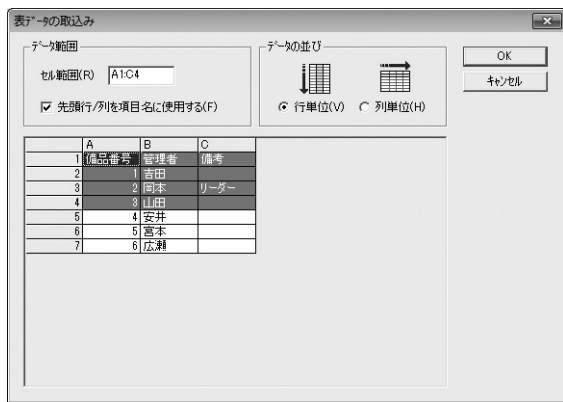 表ﾃﾞｰﾀの取込み
ﾃﾞｰﾀ範囲
ｾﾙ範囲(R) A1:C4
先頭行/列を項目名に使用する(F)
ﾃﾞｰﾀの並び
行単位(V) 列単位(H)
OK
ｷｬﾝｾﾙ
A B C
1 備品番号 管理者 備考
2 1 吉田
3 2 岡本 リーダー
4 3 山田
5 4 安井
6 5 宮本
7 6 広瀬